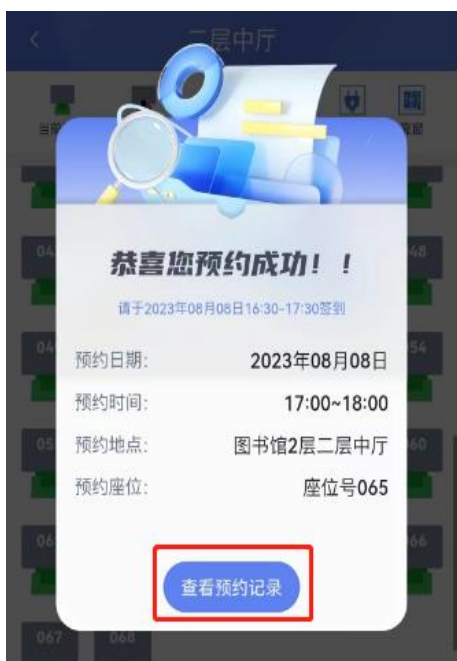 二层中厅
恭喜您预约成功！！
请于2023年08月08日16:30-17:30签到
预约日期: 2023年08月08日
预约时间: 17:00~18:00
预约地点: 图书馆2层二层中厅
预约座位: 座位号065
查看预约记录
067 068